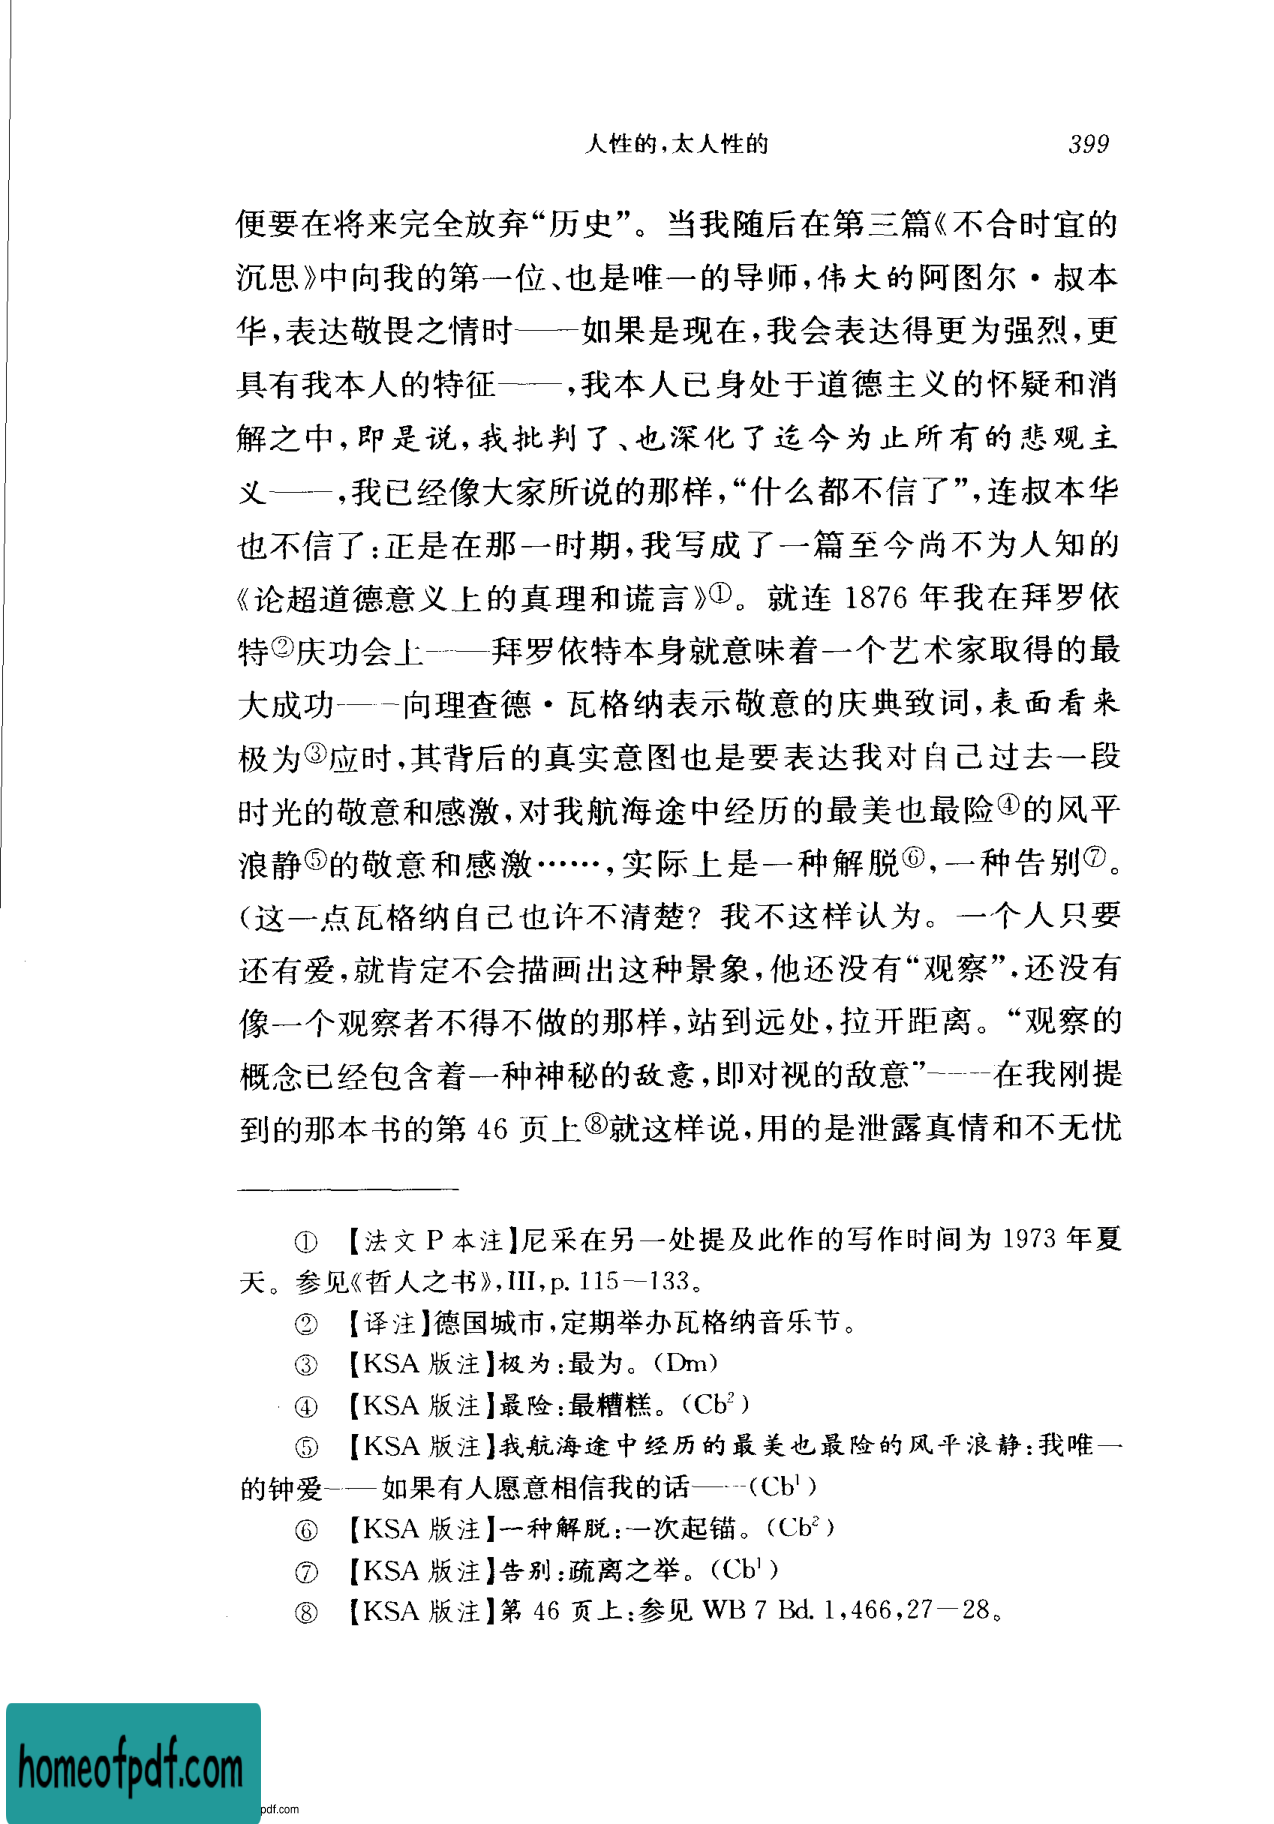 人性的,太人性的 399
便要在将来完全放弃“历史”。当我随后在第三篇《不合时宜的
沉思》中向我的第一位、也是唯一的导师,伟大的阿图尔·叔本
华,表达敬畏之情时——如果是现在,我会表达得更为强烈,更
具有我本人的特征——,我本人已身处于道德主义的怀疑和消
解之中,即是说,我批判了、也深化了迄今为止所有的悲观主
义——,我已经像大家所说的那样,“什么都不信了”,连叔本华
也不信了:正是在那一时期,我写成了一篇至今尚不为人知的
《论超道德意义上的真理和谎言》①。就连 1876 年我在拜罗依
特②庆功会上——拜罗依特本身就意味着一个艺术家取得的最
大成功——向理查德·瓦格纳表示敬意的庆典致词,表面看来
极为③应时,其背后的真实意图也是要表达我对自己过去一段
时光的敬意和感激,对我航海途中经历的最美也最险④的风平
浪静⑤的敬意和感激……,实际上是一种解脱⑥,一种告别⑦。
(这一点瓦格纳自己也许不清楚?我不这样认为。一个人只要
还有爱,就肯定不会描画出这种景象,他还没有“观察”,还没有
像一个观察者不得不做的那样,站到远处,拉开距离。“观察的
概念已经包含着一种神秘的敌意,即对视的敌意”——在我刚提
到的那本书的第 46 页上⑧就这样说,用的是泄露真情和不无忧
① 【法文 P 本注】尼采在另一处提及此作的写作时间为 1973 年夏
天。参见《哲人之书》,III,p. 115—133。
② 【译注】德国城市,定期举办瓦格纳音乐节。
③ 【KSA 版注】极为:最为。(Dm)
④ 【KSA 版注】最险:最糟糕。(Cb²)
⑤ 【KSA 版注】我航海途中经历的最美也最险的风平浪静:我唯一
的钟爱——如果有人愿意相信我的话——(Cb¹)
⑥ 【KSA 版注】一种解脱:一次起锚。(Cb²)
⑦ 【KSA 版注】告别:疏离之举。(Cb¹)
⑧ 【KSA 版注】第 46 页上:参见 WB 7 Bd. 1,466,27—28。
homeofpdf.com
pdf.com